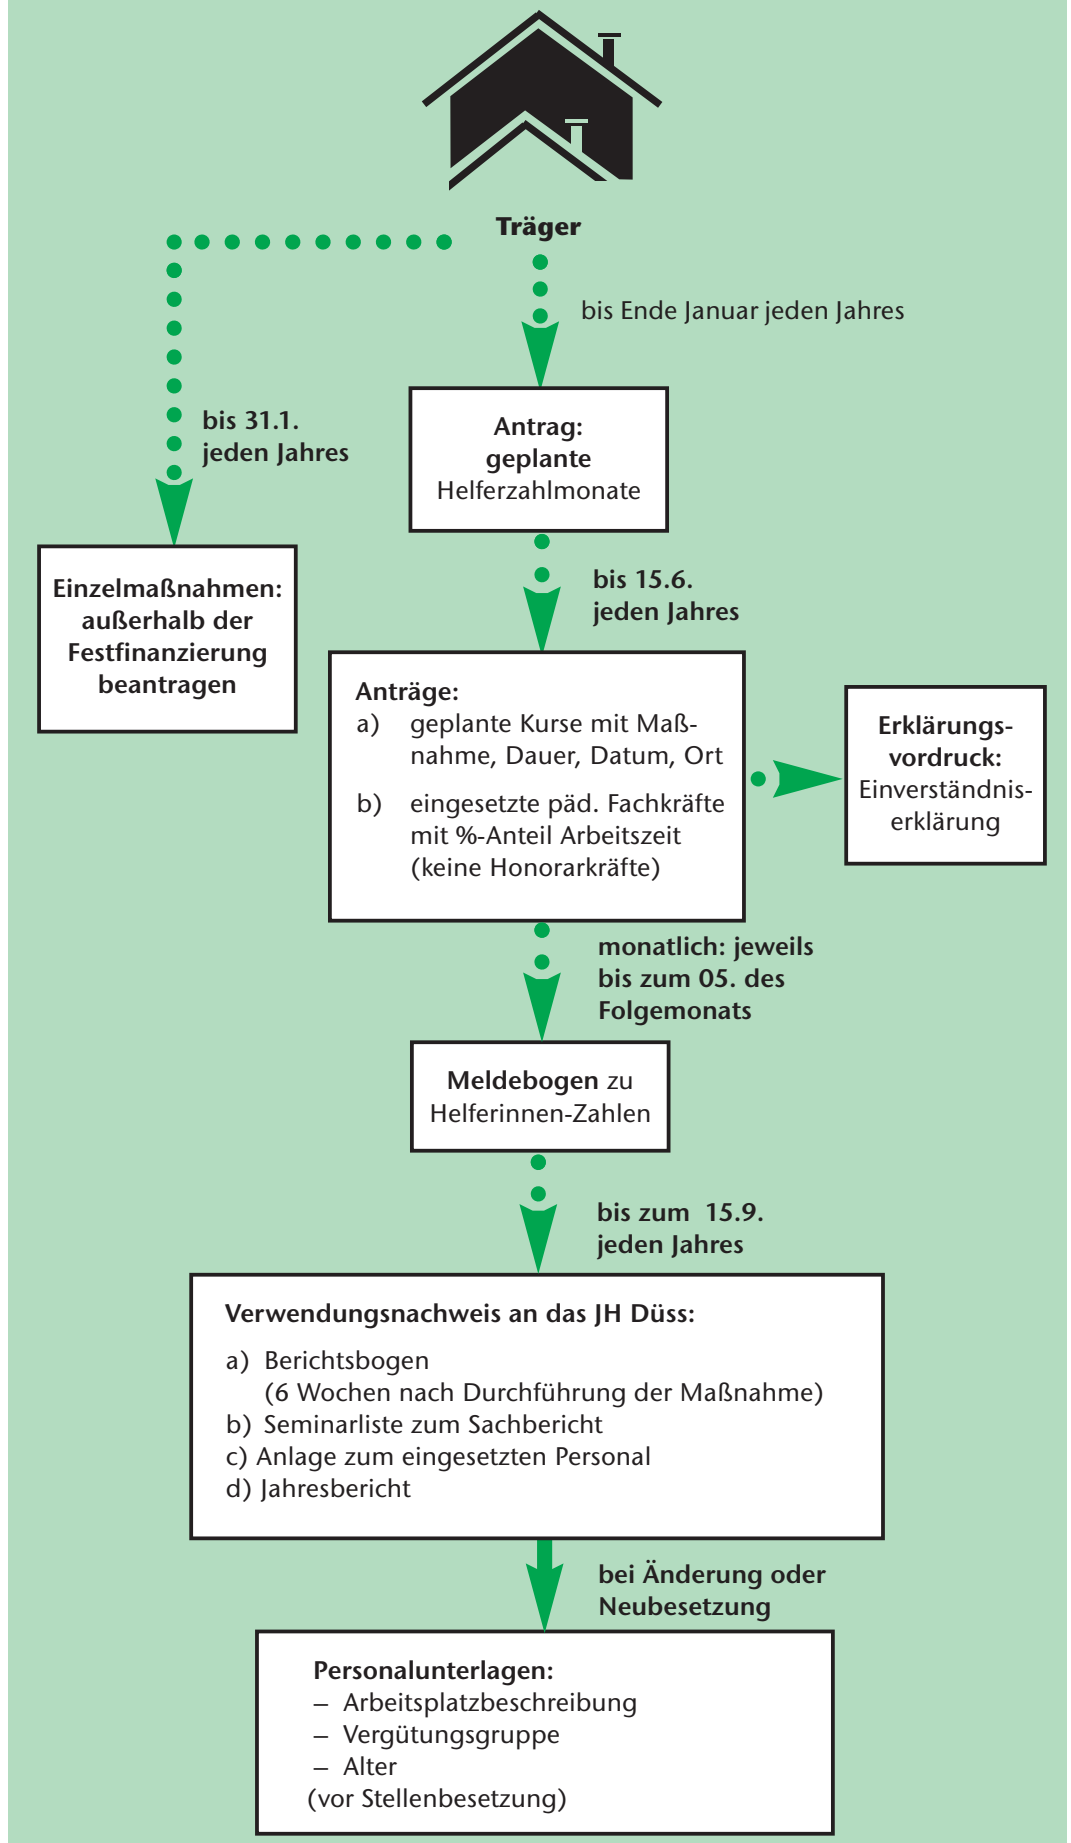 Träger
bis Ende Januar jeden Jahres
bis 31.1.
jeden Jahres
Antrag:
geplante
Helferzahlmonate
Einzelmaßnahmen:
außerhalb der
Festfinanzierung
beantragen
bis 15.6.
jeden Jahres
Anträge:
a) geplante Kurse mit Maß-
nahme, Dauer, Datum, Ort
b) eingesetzte päd. Fachkräfte
mit %-Anteil Arbeitszeit
(keine Honorarkräfte)
Erklärungs-
vordruck:
Einverständnis-
erklärung
monatlich: jeweils
bis zum 05. des
Folgemonats
Meldebogen zu
Helferinnen-Zahlen
bis zum 15.9.
jeden Jahres
Verwendungsnachweis an das JH Düss:
a) Berichtsbogen
(6 Wochen nach Durchführung der Maßnahme)
b) Seminarliste zum Sachbericht
c) Anlage zum eingesetzten Personal
d) Jahresbericht
bei Änderung oder
Neubesetzung
Personalunterlagen:
– Arbeitsplatzbeschreibung
– Vergütungsgruppe
– Alter
(vor Stellenbesetzung)